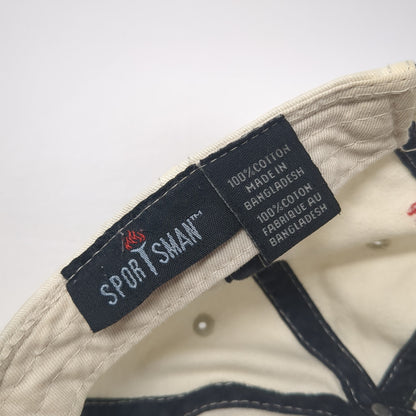 SPORTSMAN™
100%COTTON
MADE IN
BANGLADESH
100%COTON
FABRIQUE AU
BANGLADESH